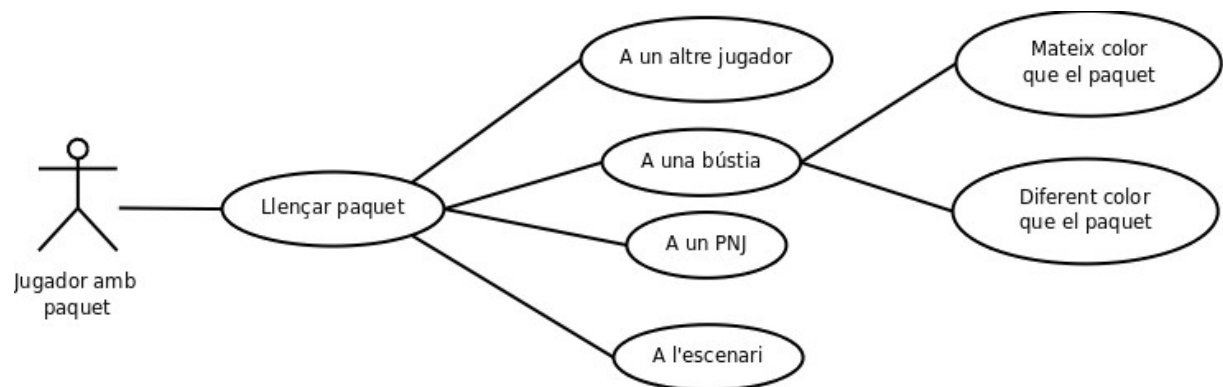 A un altre jugador
Mateix color
que el paquet
A una bústia
Llençar paquet
Diferent color
que el paquet
A un PNJ
Jugador amb
paquet
A l'escenari